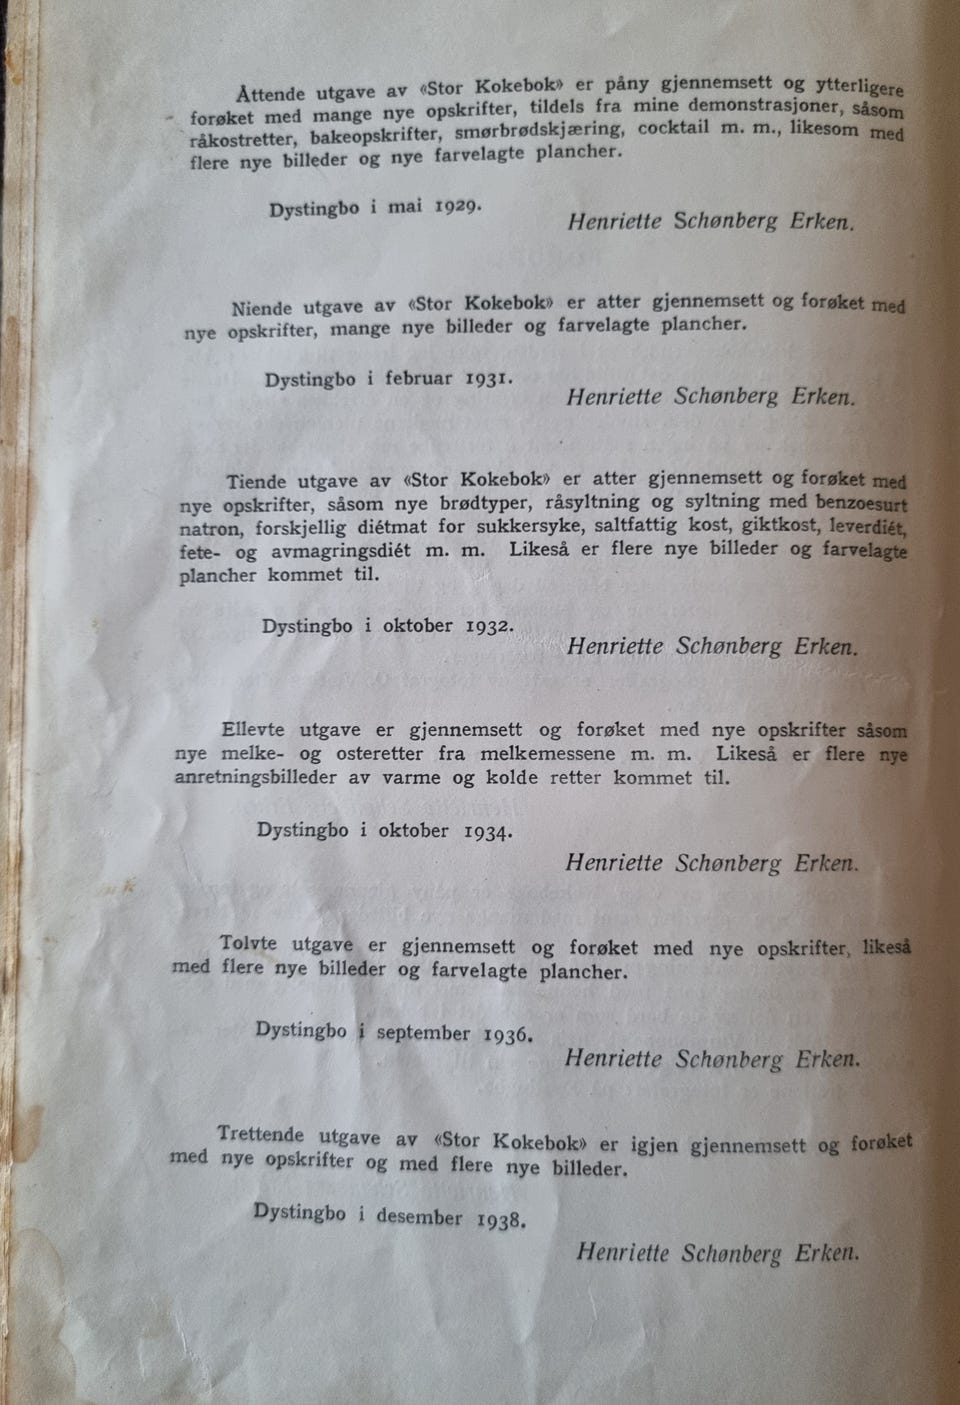 Åttende utgave av «Stor Kokebok» er påny gjennemsett og ytterligere
forøket med mange nye opskrifter, tildels fra mine demonstrasjoner, såsom
råkostretter, bakeopskrifter, smørbrødskjæring, cocktail m. m., likesom med
flere nye billeder og nye farvelagte plancher.
Dystingbo i mai 1929.
Henriette Schønberg Erken.
Niende utgave av «Stor Kokebok» er atter gjennemsett og forøket med
nye opskrifter, mange nye billeder og farvelagte plancher.
Dystingbo i februar 1931.
Henriette Schønberg Erken.
Tiende utgave av «Stor Kokebok» er atter gjennemsett og forøket med
nye opskrifter, såsom nye brødtyper, råsyltning og syltning med benzoesurt
natron, forskjellig diétmat for sukkersyke, saltfattig kost, giktkost, leverdiét,
fete- og avmagringsdiét m. m. Likeså er flere nye billeder og farvelagte
plancher kommet til.
Dystingbo i oktober 1932.
Henriette Schønberg Erken.
Ellevte utgave er gjennemsett og forøket med nye opskrifter såsom
nye melke- og osteretter fra melkemessene m. m. Likeså er flere nye
anretningsbilleder av varme og kolde retter kommet til.
Dystingbo i oktober 1934.
Henriette Schønberg Erken.
Tolvte utgave er gjennemsett og forøket med nye opskrifter, likeså
med flere nye billeder og farvelagte plancher.
Dystingbo i september 1936.
Henriette Schønberg Erken.
Trettende utgave av «Stor Kokebok» er igjen gjennemsett og forøket
med nye opskrifter og med flere nye billeder.
Dystingbo i desember 1938.
Henriette Schønberg Erken.